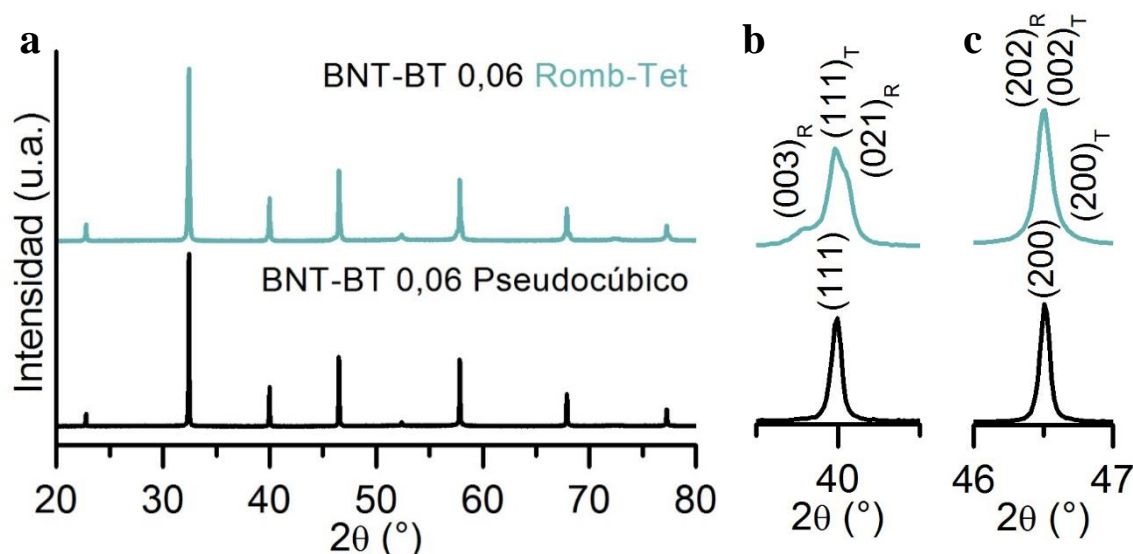 a
BNT-BT 0,06 Romb-Tet
BNT-BT 0,06 Pseudocúbico
Intensidad (u.a.)
20 30 40 50 60 70 80
2θ (°)
b
(003)R
(111)T
(021)R
(111)
40
2θ (°)
c
(202)R
(002)T
(200)T
(200)
46 47
2θ (°)